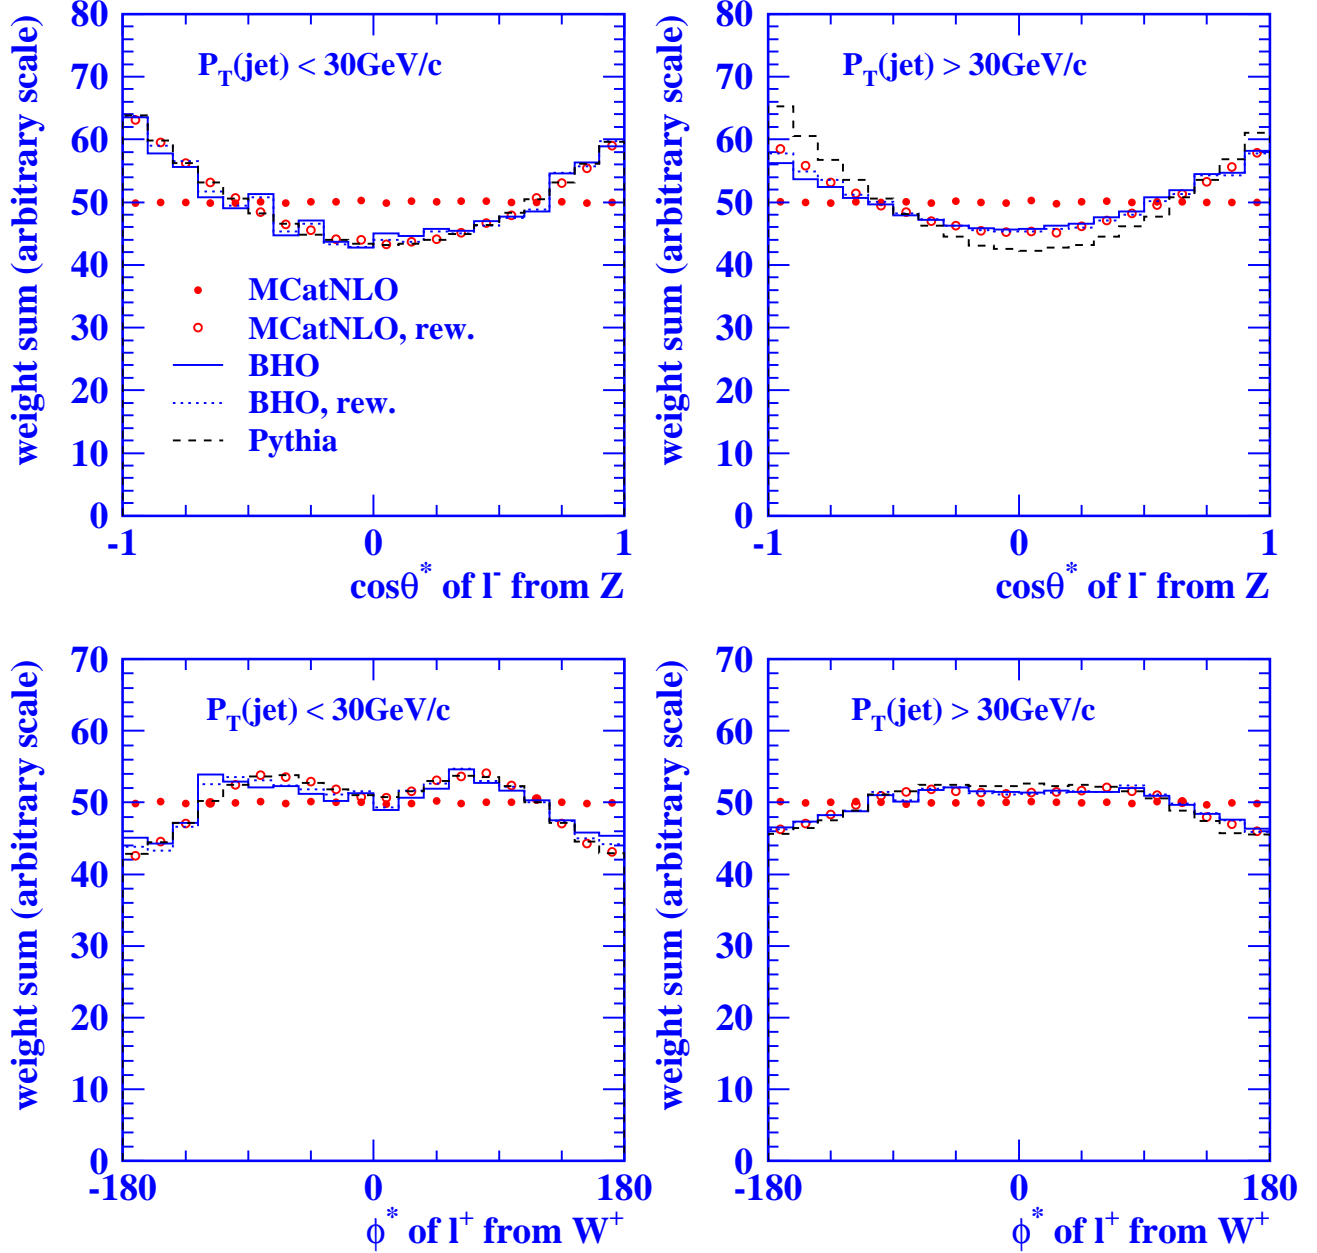 weight sum (arbitrary scale)
80
70
60
50
40
30
20
10
0
P_T(jet) < 30GeV/c
MCatNLO
MCatNLO, rew.
BHO
BHO, rew.
Pythia
-1 0 1
cosθ* of l⁻ from Z
weight sum (arbitrary scale)
80
70
60
50
40
30
20
10
0
P_T(jet) > 30GeV/c
-1 0 1
cosθ* of l⁻ from Z
weight sum (arbitrary scale)
70
60
50
40
30
20
10
0
P_T(jet) < 30GeV/c
-180 0 180
ϕ* of l⁺ from W⁺
weight sum (arbitrary scale)
70
60
50
40
30
20
10
0
P_T(jet) > 30GeV/c
-180 0 180
ϕ* of l⁺ from W⁺